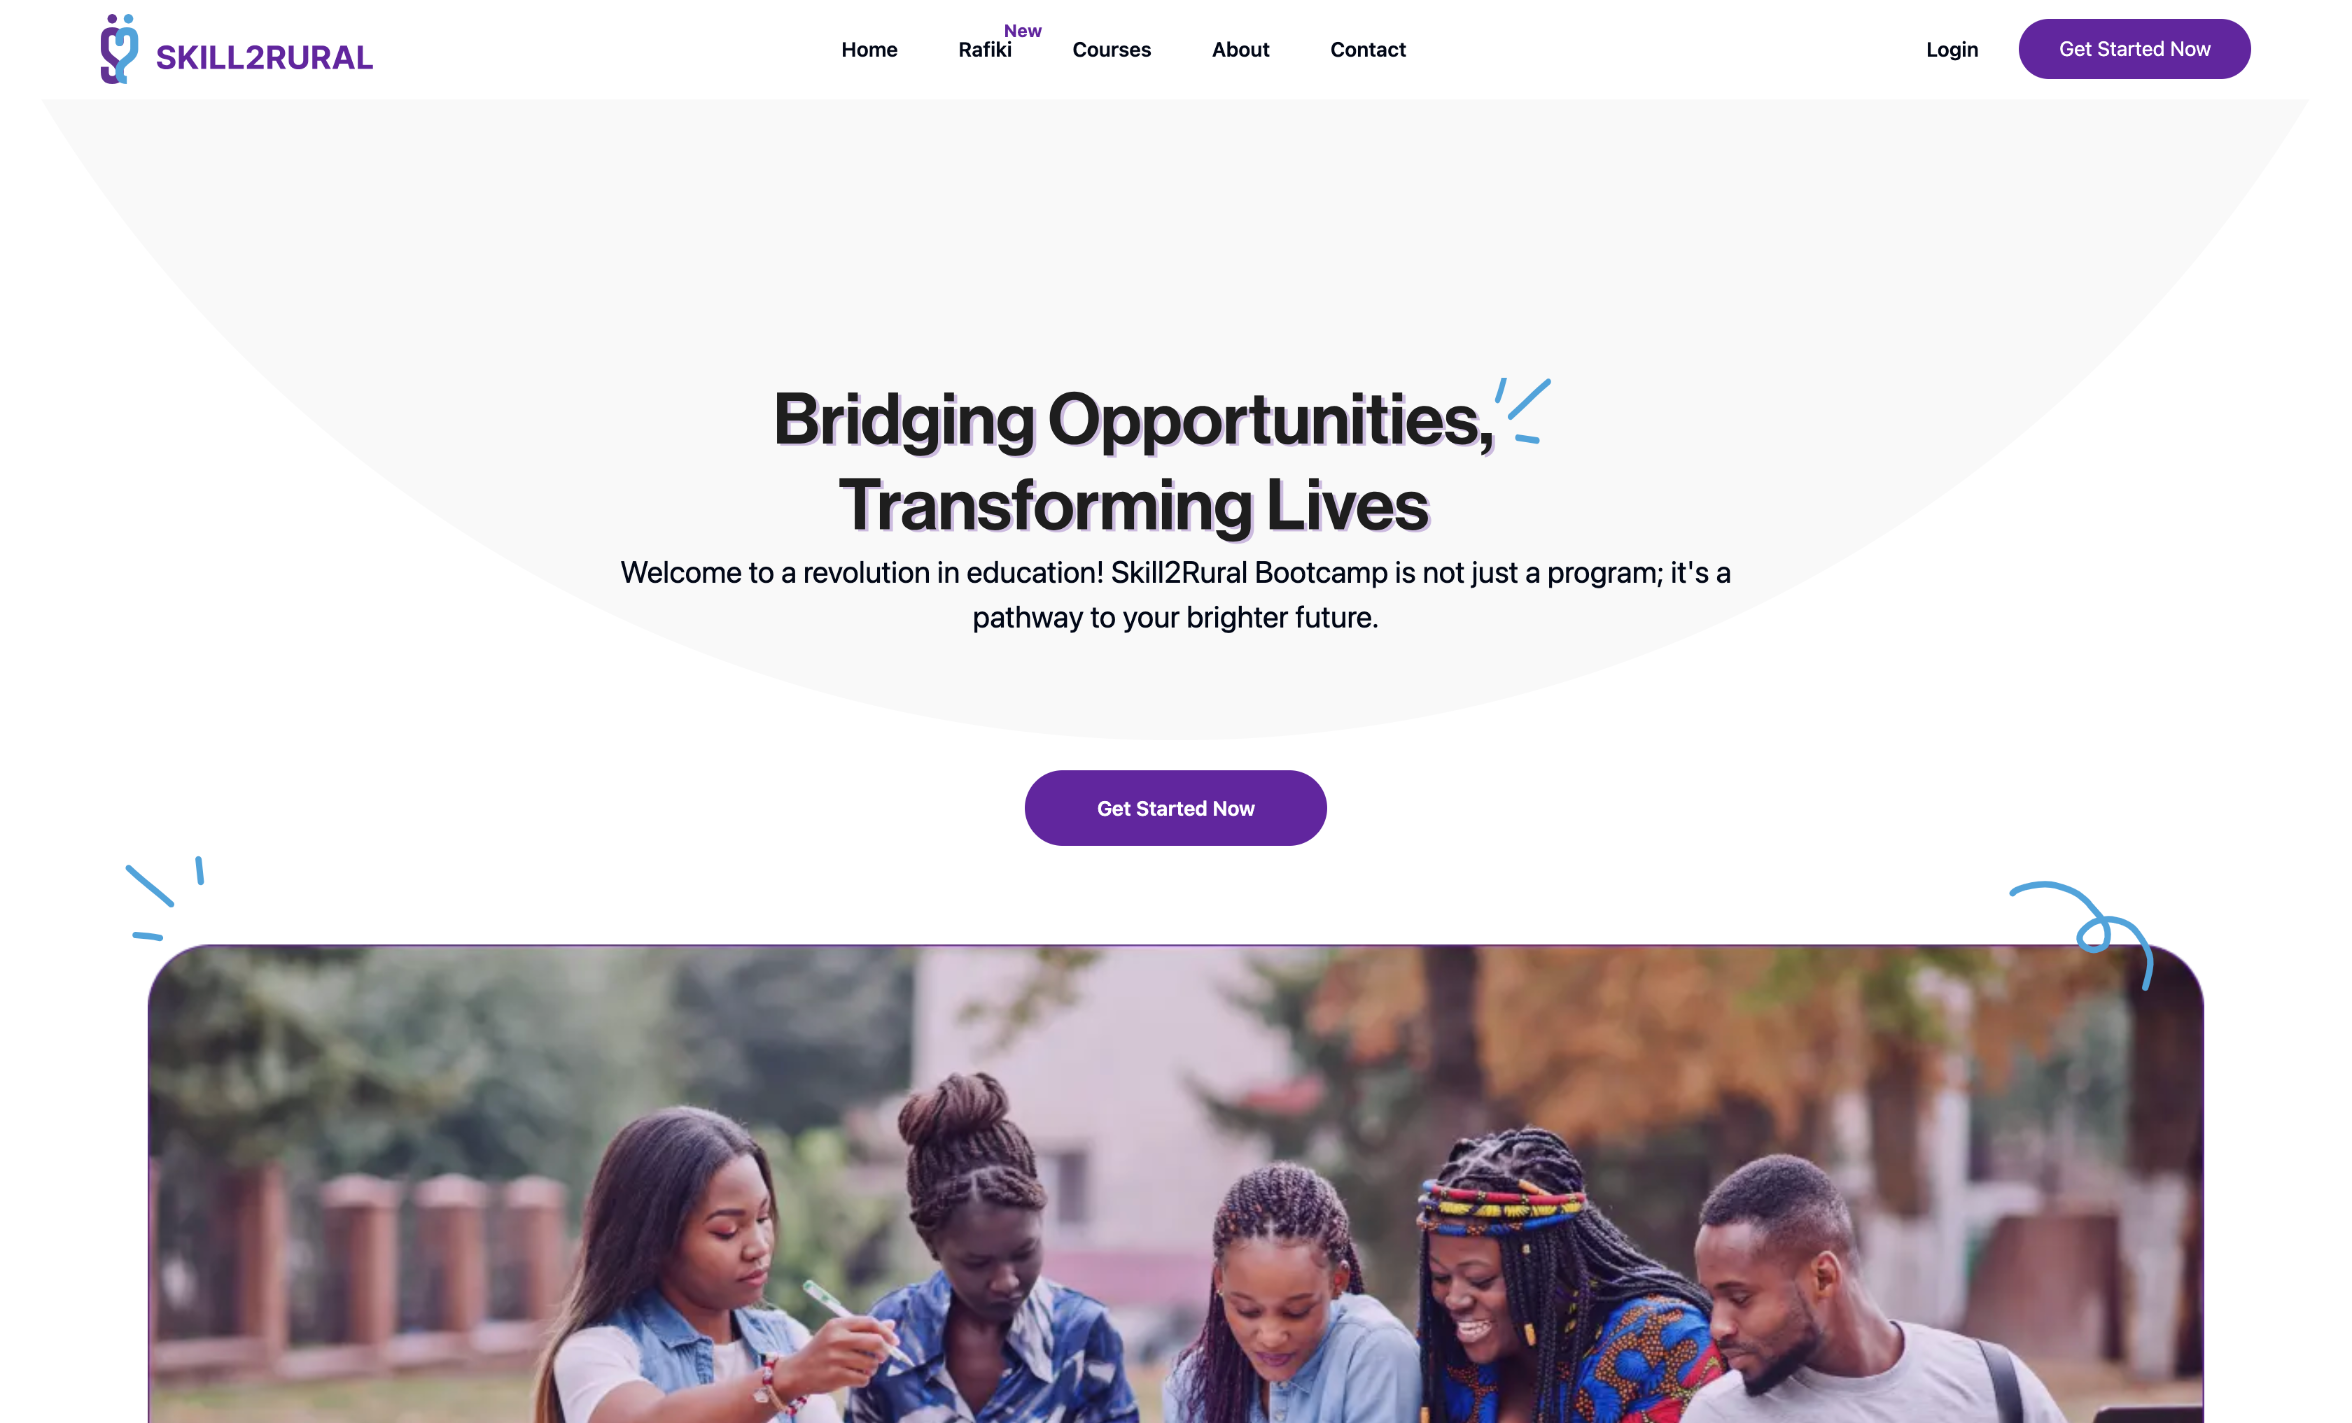 SKILL2RURAL
Home
Rafiki
New
Courses
About
Contact
Login
Get Started Now
Bridging Opportunities,
Transforming Lives
Welcome to a revolution in education! Skill2Rural Bootcamp is not just a program; it's a
pathway to your brighter future.
Get Started Now